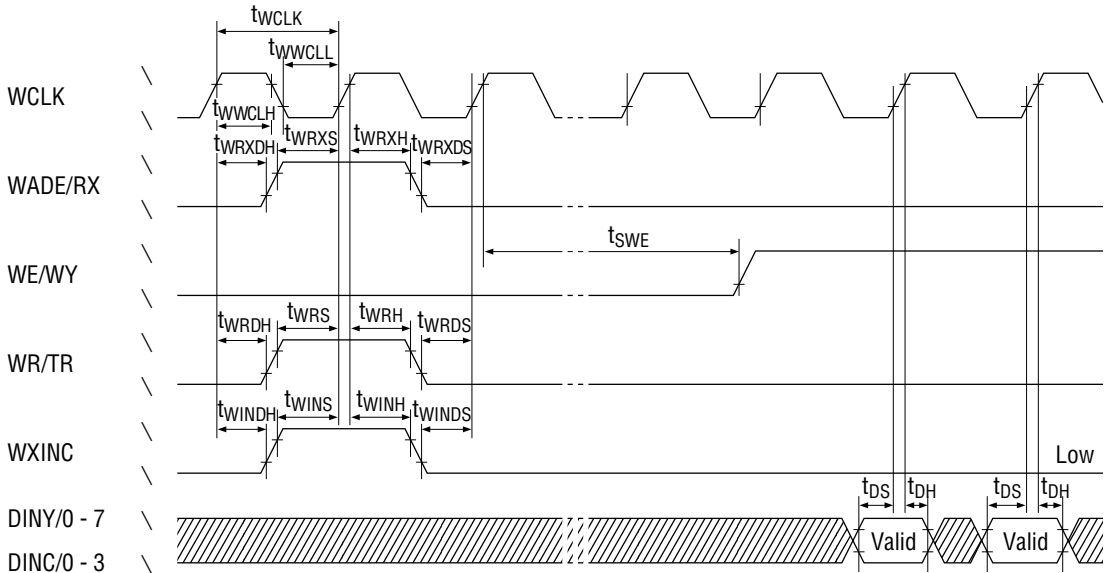 tWCLK
tWWCLL
WCLK
tWWCLH
tWRXDH tWRXS tWRXH tWRXDS
WADE/RX
tSWE
WE/WY
tWRDH tWRS tWRH tWRDS
WR/TR
tWINDH tWINS tWINH tWINDS
WXINC Low
tDS tDH tDS tDH
DINY/0 - 7 Valid Valid
DINC/0 - 3